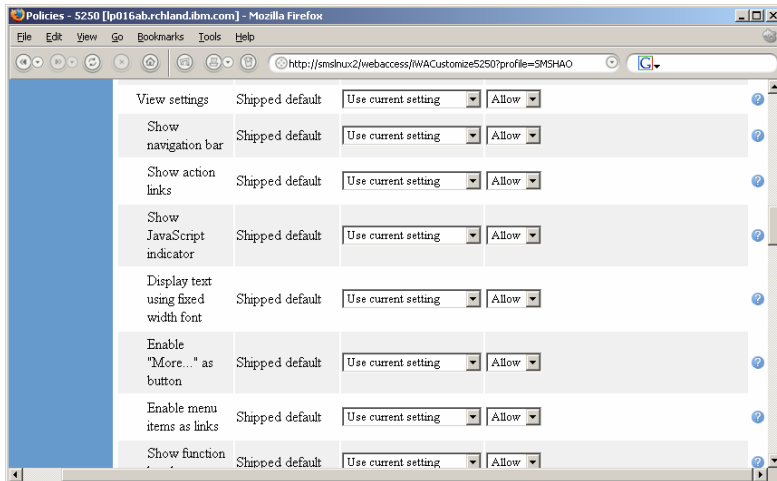 Policies - 5250 [lp016ab.rchland.ibm.com] - Mozilla Firefox
File Edit View Go Bookmarks Tools Help
http://smslnux2/webaccess/iWACustomize5250?profile=SMSHAO
View settings Shipped default Use current setting Allow
Show
navigation bar Shipped default Use current setting Allow
Show action
links Shipped default Use current setting Allow
Show
JavaScript
indicator Shipped default Use current setting Allow
Display text
using fixed
width font Shipped default Use current setting Allow
Enable
"More..." as
button Shipped default Use current setting Allow
Enable menu
items as links Shipped default Use current setting Allow
Show function
Shipped default Use current setting Allow